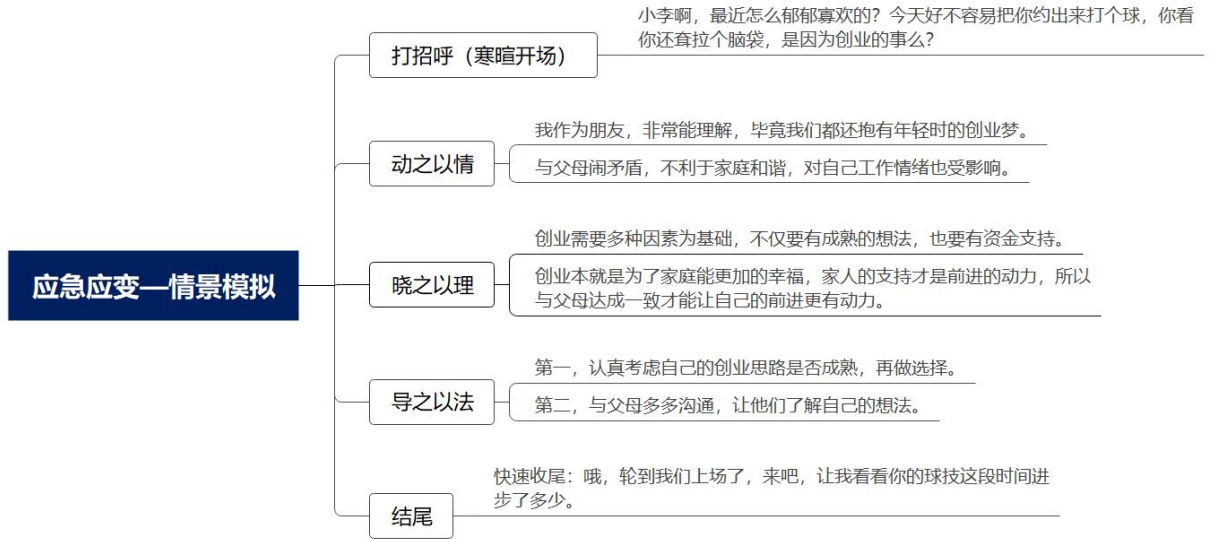 小李啊，最近怎么郁郁寡欢的？今天好不容易把你约出来打个球，你看
你还耷拉个脑袋，是因为创业的事么？
打招呼（寒暄开场）
我作为朋友，非常能理解，毕竟我们都还抱有年轻时的创业梦。
动之以情
与父母闹矛盾，不利于家庭和谐，对自己工作情绪也受影响。
创业需要多种因素为基础，不仅要有成熟的想法，也要有资金支持。
应急应变—情景模拟
晓之以理
创业本就是为了家庭能更加的幸福，家人的支持才是前进的动力，所以
与父母达成一致才能让自己的前进更有动力。
第一，认真考虑自己的创业思路是否成熟，再做选择。
导之以法
第二，与父母多多沟通，让他们了解自己的想法。
快速收尾：哦，轮到我们上场了，来吧，让我看看你的球技这段时间进
步了多少。
结尾